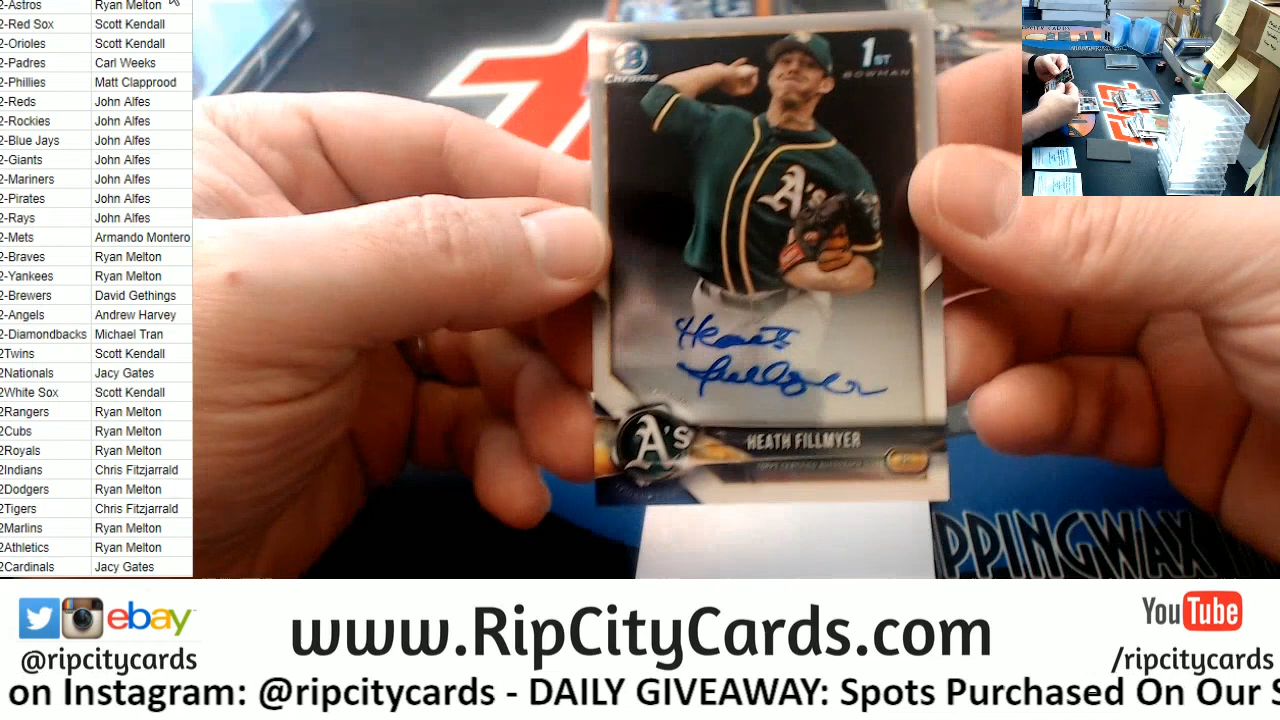 2-Astros Ryan Melton
2-Red Sox Scott Kendall
2-Orioles Scott Kendall
2-Padres Carl Weeks
2-Phillies Matt Clapprood
2-Reds John Alfes
2-Rockies John Alfes
2-Blue Jays John Alfes
2-Giants John Alfes
2-Mariners John Alfes
2-Pirates John Alfes
2-Rays John Alfes
2-Mets Armando Montero
2-Braves Ryan Melton
2-Yankees Ryan Melton
2-Brewers David Gethings
2-Angels Andrew Harvey
2-Diamondbacks Michael Tran
2Twins Scott Kendall
2Nationals Jacy Gates
2White Sox Scott Kendall
2Rangers Ryan Melton
2Cubs Ryan Melton
2Royals Ryan Melton
2Indians Chris Fitzjarrald
2Dodgers Ryan Melton
2Tigers Chris Fitzjarrald
2Marlins Ryan Melton
2Athletics Ryan Melton
2Cardinals Jacy Gates
B
Chrome
1ST
BOWMAN
A's
Heath
Fillmyer
A's
HEATH FILLMYER
TOPPS CERTIFIED AUTOGRAPH
PPINGWAX
ebay
@ripcitycards
www.RipCityCards.com
YouTube
/ripcitycards
on Instagram: @ripcitycards - DAILY GIVEAWAY: Spots Purchased On Our S